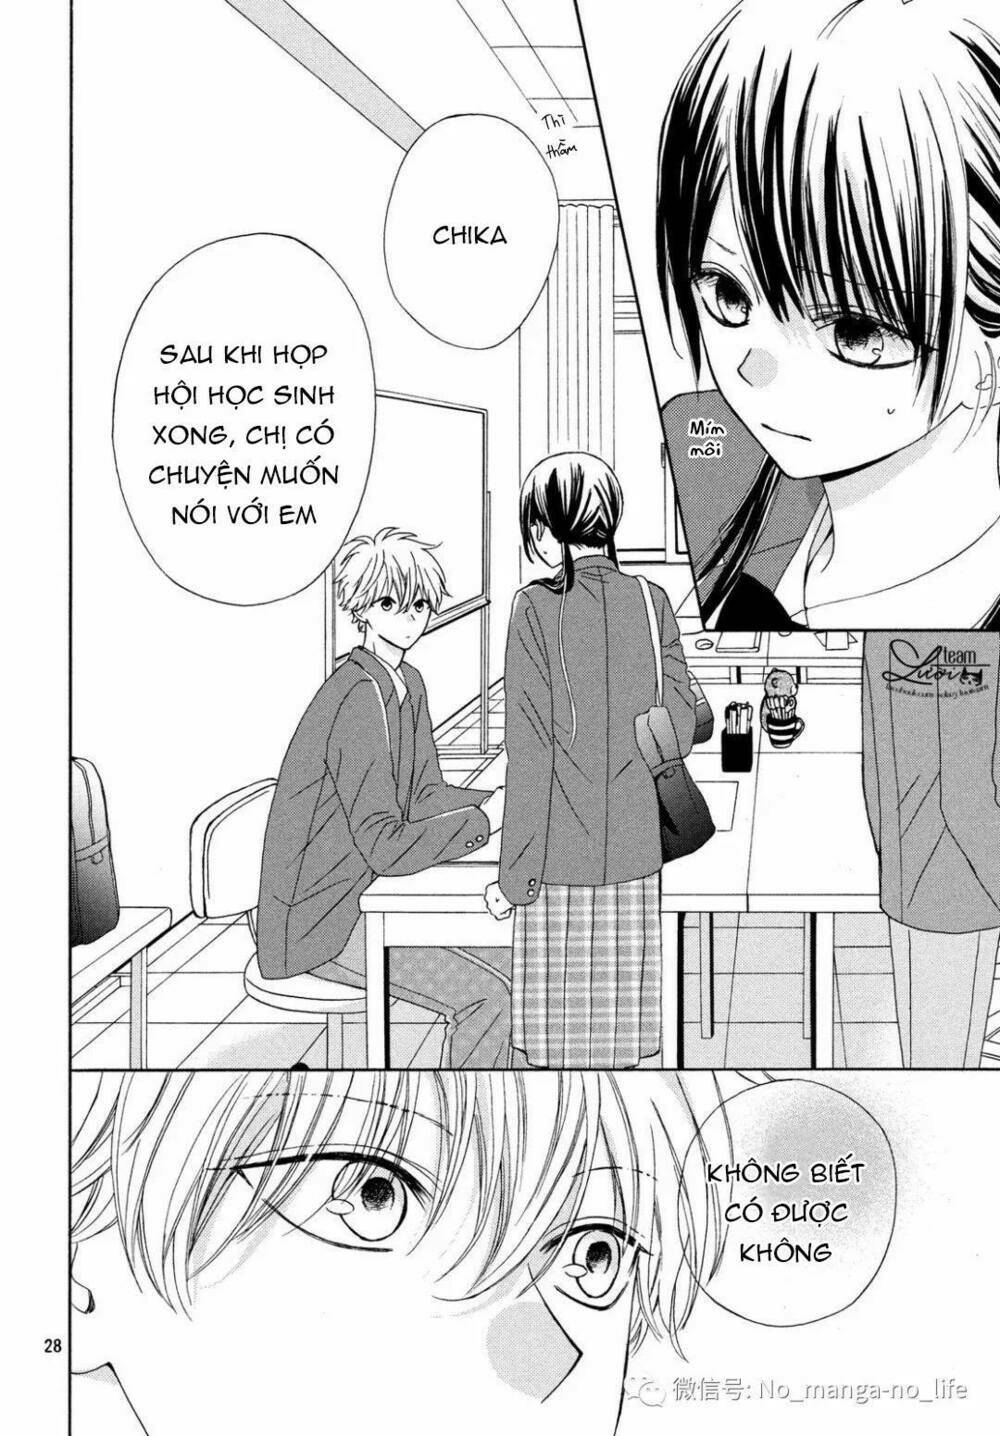 Thì
thầm
CHIKA
SAU KHI HỌP
HỘI HỌC SINH
XONG, CHỊ CÓ
CHUYỆN MUỐN
NÓI VỚI EM
Mím
môi
team
Lười
KHÔNG BIẾT
CÓ ĐƯỢC
KHÔNG
28
微信号: No_manga-no_life